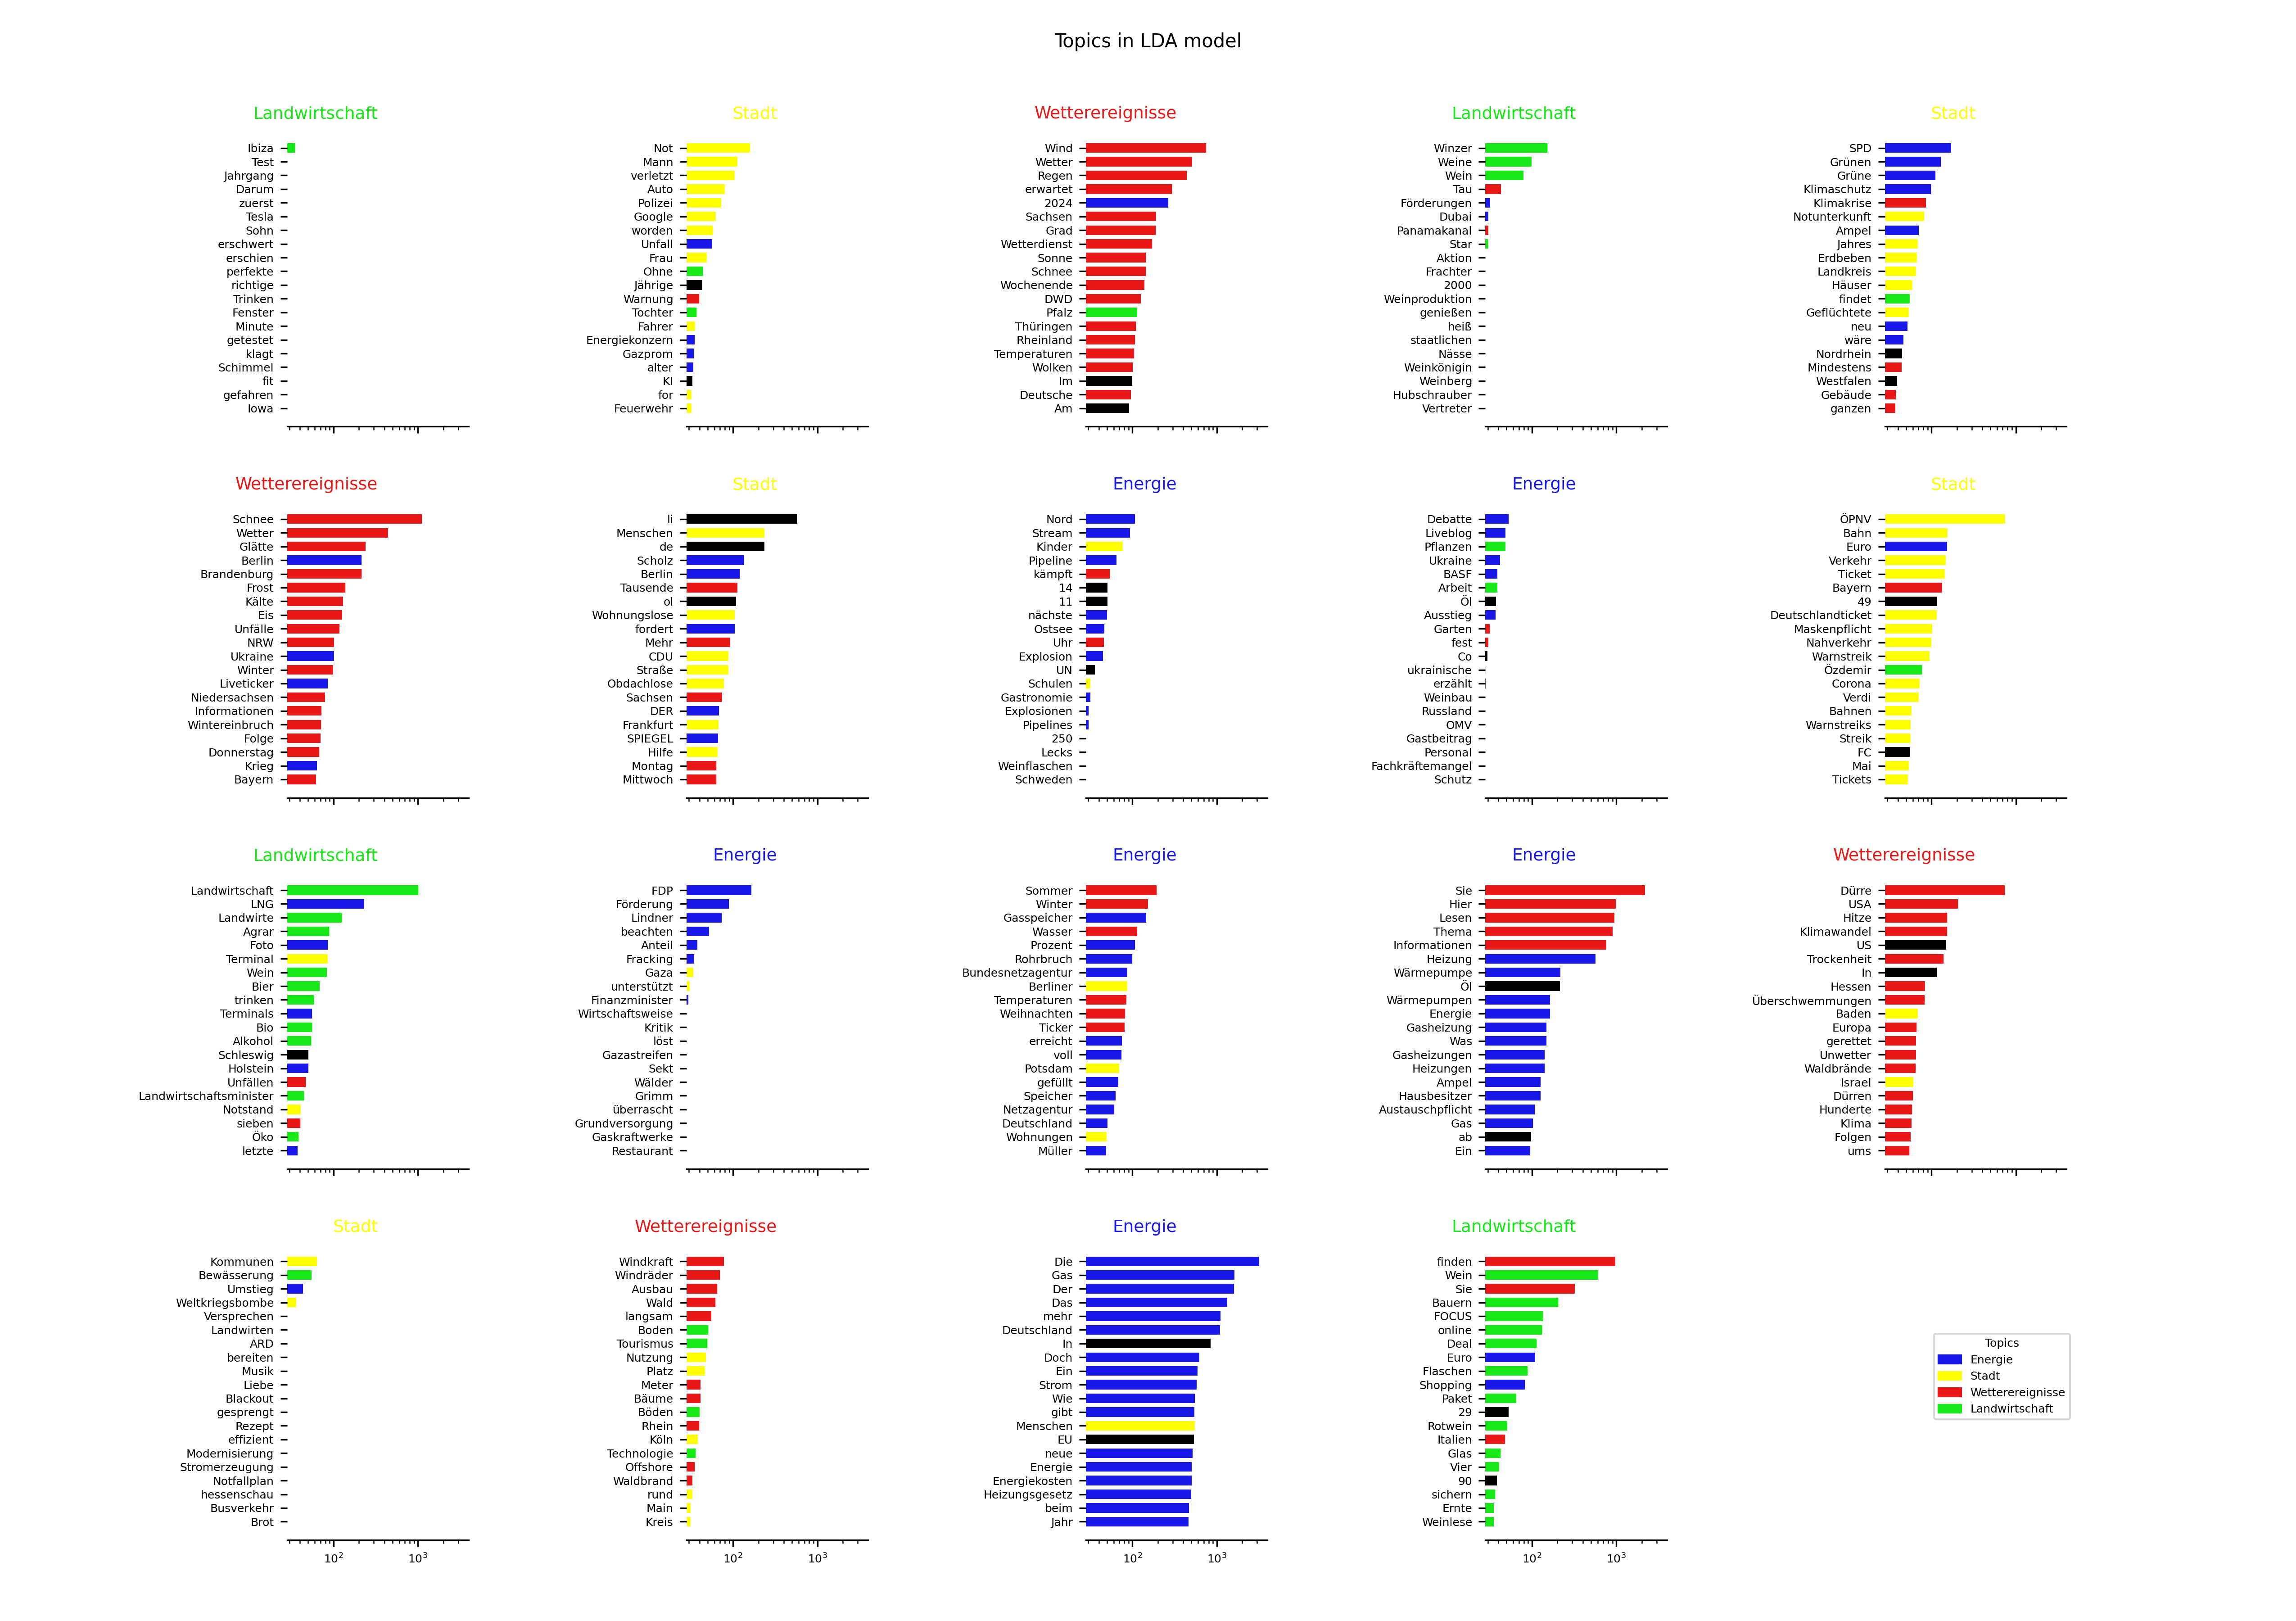 Topics in LDA model
Landwirtschaft
Ibiza
Test
Jahrgang
Darum
zuerst
Tesla
Sohn
erschwert
erschien
perfekte
richtige
Trinken
Fenster
Minute
getestet
klagt
Schimmel
fit
gefahren
Iowa
Stadt
Not
Mann
verletzt
Auto
Polizei
Google
worden
Unfall
Frau
Ohne
Jährige
Warnung
Tochter
Fahrer
Energiekonzern
Gazprom
alter
KI
for
Feuerwehr
Wetterereignisse
Wind
Wetter
Regen
erwartet
2024
Sachsen
Grad
Wetterdienst
Sonne
Schnee
Wochenende
DWD
Pfalz
Thüringen
Rheinland
Temperaturen
Wolken
Im
Deutsche
Am
Landwirtschaft
Winzer
Weine
Wein
Tau
Förderungen
Dubai
Panamakanal
Star
Aktion
Frachter
2000
Weinproduktion
genießen
heiß
staatlichen
Nässe
Weinkönigin
Weinberg
Hubschrauber
Vertreter
Stadt
SPD
Grünen
Grüne
Klimaschutz
Klimakrise
Notunterkunft
Ampel
Jahres
Erdbeben
Landkreis
Häuser
findet
Geflüchtete
neu
wäre
Nordrhein
Mindestens
Westfalen
Gebäude
ganzen
Wetterereignisse
Schnee
Wetter
Glätte
Berlin
Brandenburg
Frost
Kälte
Eis
Unfälle
NRW
Ukraine
Winter
Liveticker
Niedersachsen
Informationen
Wintereinbruch
Folge
Donnerstag
Krieg
Bayern
Stadt
li
Menschen
de
Scholz
Berlin
Tausende
ol
Wohnungslose
fordert
Mehr
CDU
Straße
Obdachlose
Sachsen
DER
Frankfurt
SPIEGEL
Hilfe
Montag
Mittwoch
Energie
Nord
Stream
Kinder
Pipeline
kämpft
14
11
nächste
Ostsee
Uhr
Explosion
UN
Schulen
Gastronomie
Explosionen
Pipelines
250
Lecks
Weinflaschen
Schweden
Energie
Debatte
Liveblog
Pflanzen
Ukraine
BASF
Arbeit
Öl
Ausstieg
Garten
fest
Co
ukrainische
erzählt
Weinbau
Russland
OMV
Gastbeitrag
Personal
Fachkräftemangel
Schutz
Stadt
ÖPNV
Bahn
Euro
Verkehr
Ticket
Bayern
49
Deutschlandticket
Maskenpflicht
Nahverkehr
Warnstreik
Özdemir
Corona
Verdi
Bahnen
Warnstreiks
Streik
FC
Mai
Tickets
Landwirtschaft
Landwirtschaft
LNG
Landwirte
Agrar
Foto
Terminal
Wein
Bier
trinken
Terminals
Bio
Alkohol
Schleswig
Holstein
Unfällen
Landwirtschaftsminister
Notstand
sieben
Öko
letzte
Energie
FDP
Förderung
Lindner
beachten
Anteil
Fracking
Gaza
unterstützt
Finanzminister
Wirtschaftsweise
Kritik
löst
Gazastreifen
Sekt
Wälder
Grimm
überrascht
Grundversorgung
Gaskraftwerke
Restaurant
Energie
Sommer
Winter
Gasspeicher
Wasser
Prozent
Rohrbruch
Bundesnetzagentur
Berliner
Temperaturen
Weihnachten
Ticker
erreicht
voll
Potsdam
gefüllt
Speicher
Netzagentur
Deutschland
Wohnungen
Müller
Energie
Sie
Hier
Lesen
Thema
Informationen
Heizung
Wärmepumpe
Öl
Wärmepumpen
Energie
Gasheizung
Was
Gasheizungen
Heizungen
Ampel
Hausbesitzer
Austauschpflicht
Gas
ab
Ein
Wetterereignisse
Dürre
USA
Hitze
Klimawandel
US
Trockenheit
In
Hessen
Überschwemmungen
Baden
Europa
gerettet
Unwetter
Waldbrände
Israel
Dürren
Hunderte
Klima
Folgen
ums
Stadt
Kommunen
Bewässerung
Umstieg
Weltkriegsbombe
Versprechen
Landwirten
ARD
bereiten
Musik
Liebe
Blackout
gesprengt
Rezept
effizient
Modernisierung
Stromerzeugung
Notfallplan
hessenschau
Busverkehr
Brot
10²
10³
Wetterereignisse
Windkraft
Windräder
Ausbau
Wald
langsam
Boden
Tourismus
Nutzung
Platz
Meter
Bäume
Böden
Rhein
Köln
Technologie
Offshore
Waldbrand
rund
Main
Kreis
10²
10³
Energie
Die
Gas
Der
Das
mehr
Deutschland
In
Doch
Ein
Strom
Wie
gibt
Menschen
EU
neue
Energie
Energiekosten
Heizungsgesetz
beim
Jahr
10²
10³
Landwirtschaft
finden
Wein
Sie
Bauern
FOCUS
online
Deal
Euro
Flaschen
Shopping
Paket
29
Rotwein
Italien
Glas
Vier
90
sichern
Ernte
Weinlese
10²
10³
Topics
Energie
Stadt
Wetterereignisse
Landwirtschaft